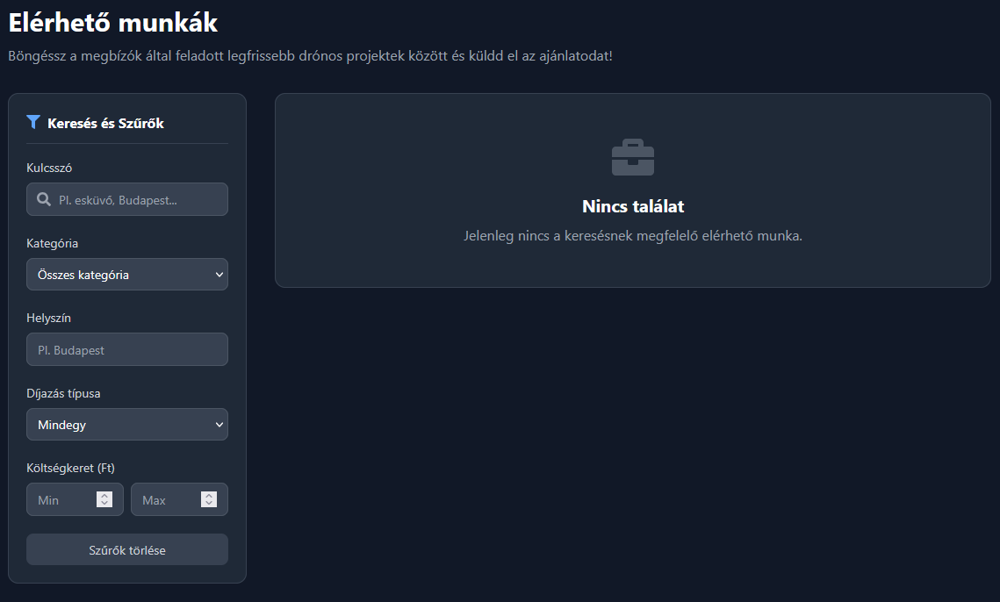 Elérhető munkák
Böngéssz a megbízók által feladott legfrissebb drónos projektek között és küldd el az ajánlatodat!
Keresés és Szűrők
Kulcsszó
Pl. esküvő, Budapest...
Kategória
Összes kategória
Helyszín
Pl. Budapest
Díjazás típusa
Mindegy
Költségkeret (Ft)
Min Max
Szűrők törlése
Nincs találat
Jelenleg nincs a keresésnek megfelelő elérhető munka.